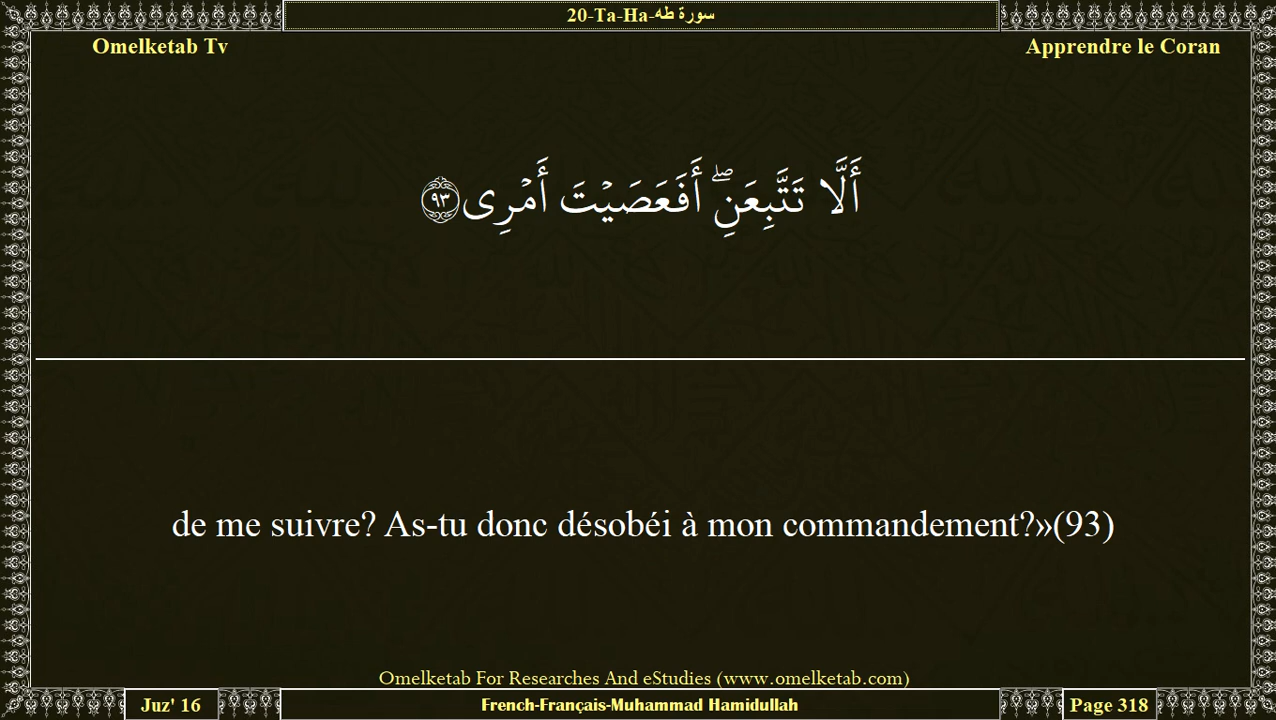 20-Ta-Ha-سورة طه
Omelketab Tv
Apprendre le Coran
أَلَّا تَتَّبِعَنِ ۖ أَفَعَصَيْتَ أَمْرِى ٩٣
de me suivre? As-tu donc désobéi à mon commandement?»(93)
Omelketab For Researches And eStudies (www.omelketab.com)
Juz' 16
French-Français-Muhammad Hamidullah
Page 318